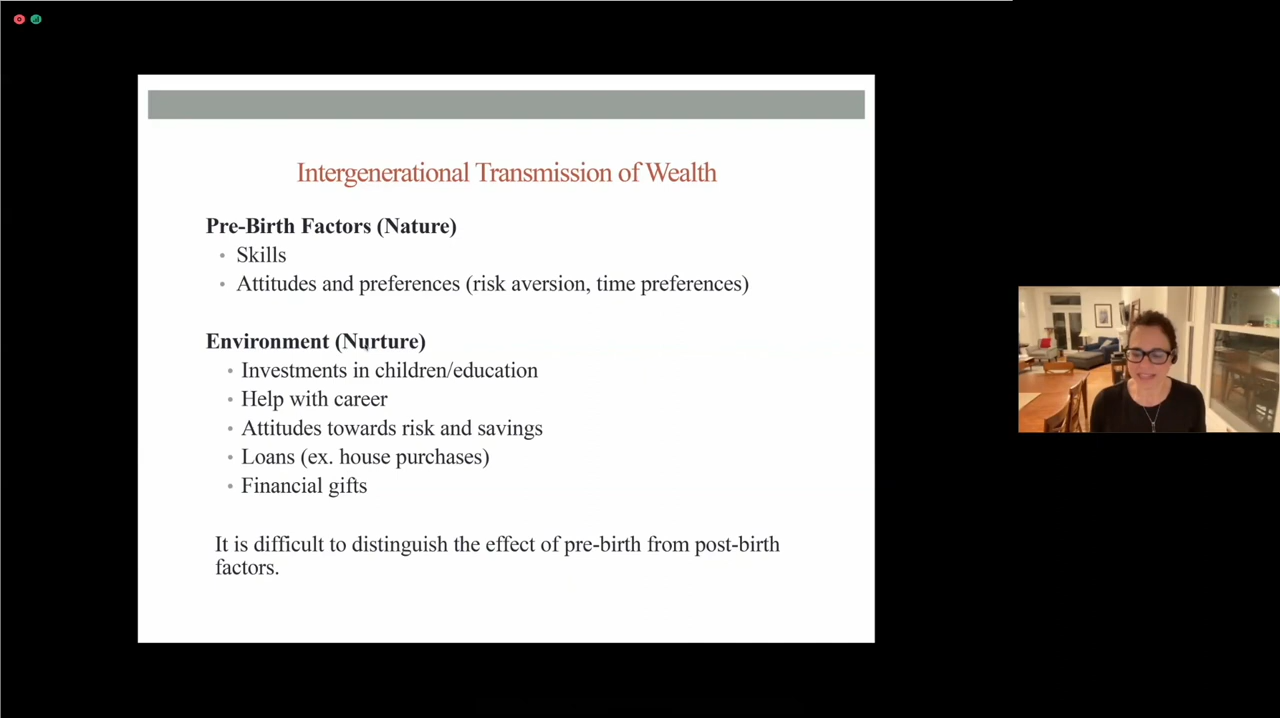 Intergenerational Transmission of Wealth
Pre-Birth Factors (Nature)
• Skills
• Attitudes and preferences (risk aversion, time preferences)
Environment (Nurture)
• Investments in children/education
• Help with career
• Attitudes towards risk and savings
• Loans (ex. house purchases)
• Financial gifts
It is difficult to distinguish the effect of pre-birth from post-birth
factors.